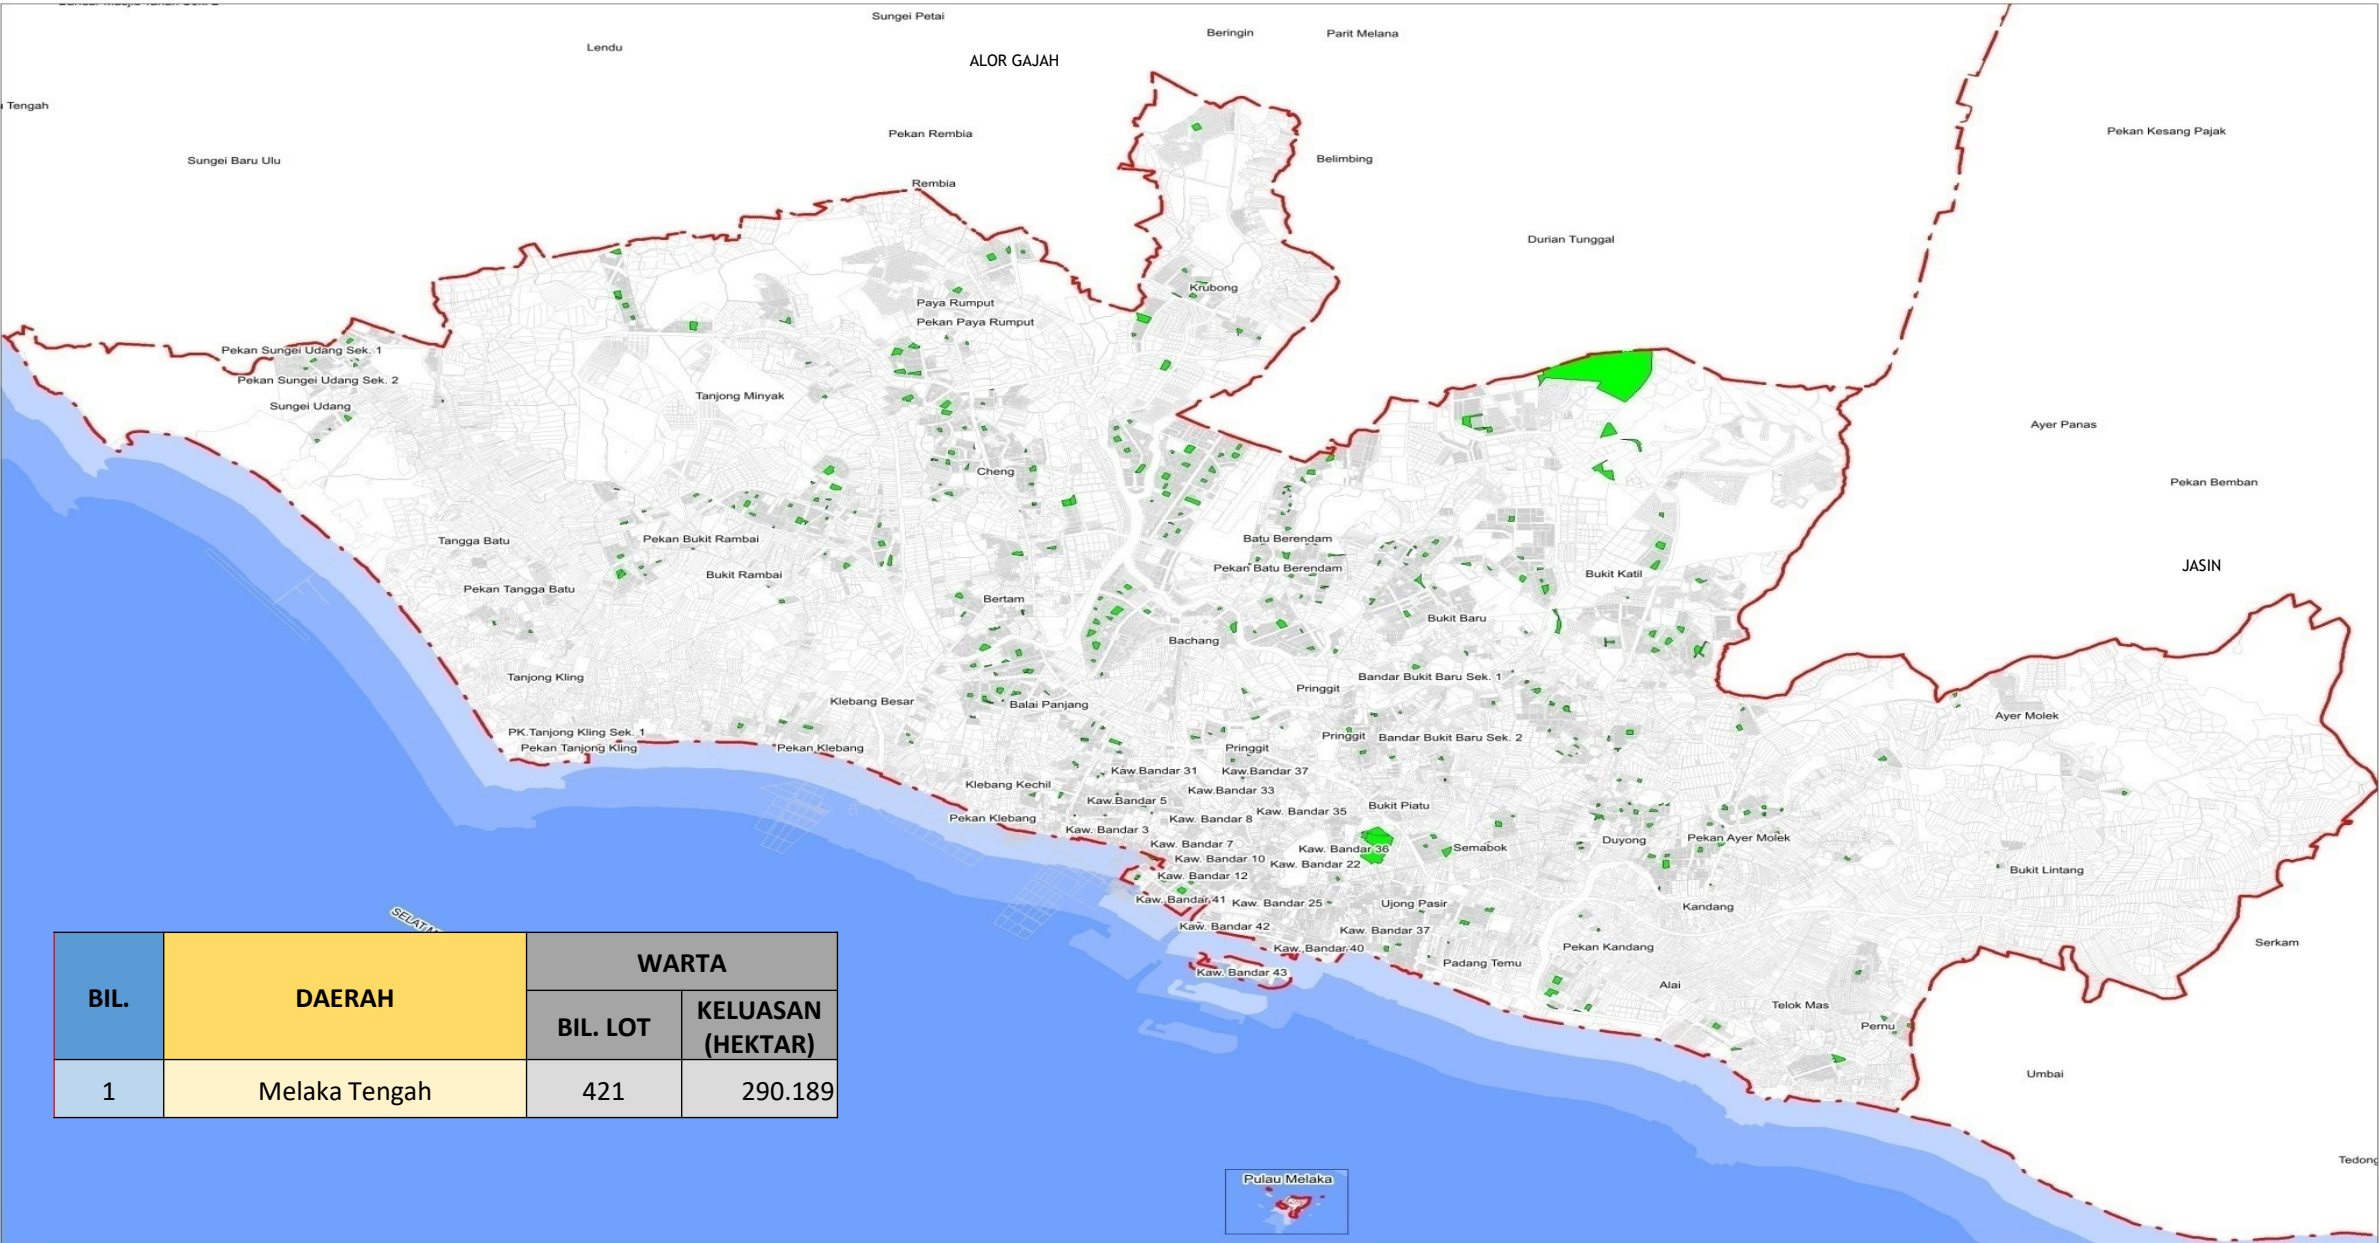 Sungei Petai
Beringin
Parit Melana
Lendu
ALOR GAJAH
Tengah
Pekan Rembia
Pekan Kesang Pajak
Sungei Baru Ulu
Belimbing
Rembia
Durian Tunggal
Krubong
Paya Rumput
Pekan Paya Rumput
Pekan Sungei Udang Sek. 1
Pekan Sungei Udang Sek. 2
Tanjong Minyak
Sungei Udang
Ayer Panas
Cheng
Pekan Bemban
Tangga Batu
Pekan Bukit Rambai
Batu Berendam
JASIN
Pekan Batu Berendam
Bukit Rambai
Bukit Katil
Pekan Tangga Batu
Bertam
Bukit Baru
Bachang
Tanjong Kling
Bandar Bukit Baru Sek. 1
Pringgit
Klebang Besar
Balai Panjang
Ayer Molek
PK.Tanjong Kling Sek. 1
Pekan Tanjong Kling
Pekan Klebang
Pringgit
Pringgit
Bandar Bukit Baru Sek. 2
Kaw.Bandar 31
Kaw.Bandar 37
Klebang Kechil
Kaw.Bandar 33
Kaw.Bandar 5
Bukit Piatu
Kaw. Bandar 35
Pekan Klebang
Kaw. Bandar 8
Kaw. Bandar 3
Kaw. Bandar 7
Kaw. Bandar 36
Semabok
Duyong
Pekan Ayer Molek
Kaw. Bandar 10
Kaw. Bandar 22
Kaw. Bandar 12
Bukit Lintang
Kaw. Bandar 41
Kaw. Bandar 25
Ujong Pasir
Kandang
SELAT
Kaw. Bandar 42
Kaw. Bandar 37
Kaw. Bandar 40
Pekan Kandang
Serkam
Padang Temu
Kaw. Bandar 43
Alai
Telok Mas
Pernu
Umbai
BIL.
DAERAH
WARTA
BIL. LOT
KELUASAN
(HEKTAR)
1
Melaka Tengah
421
290.189
Tedong
Pulau Melaka